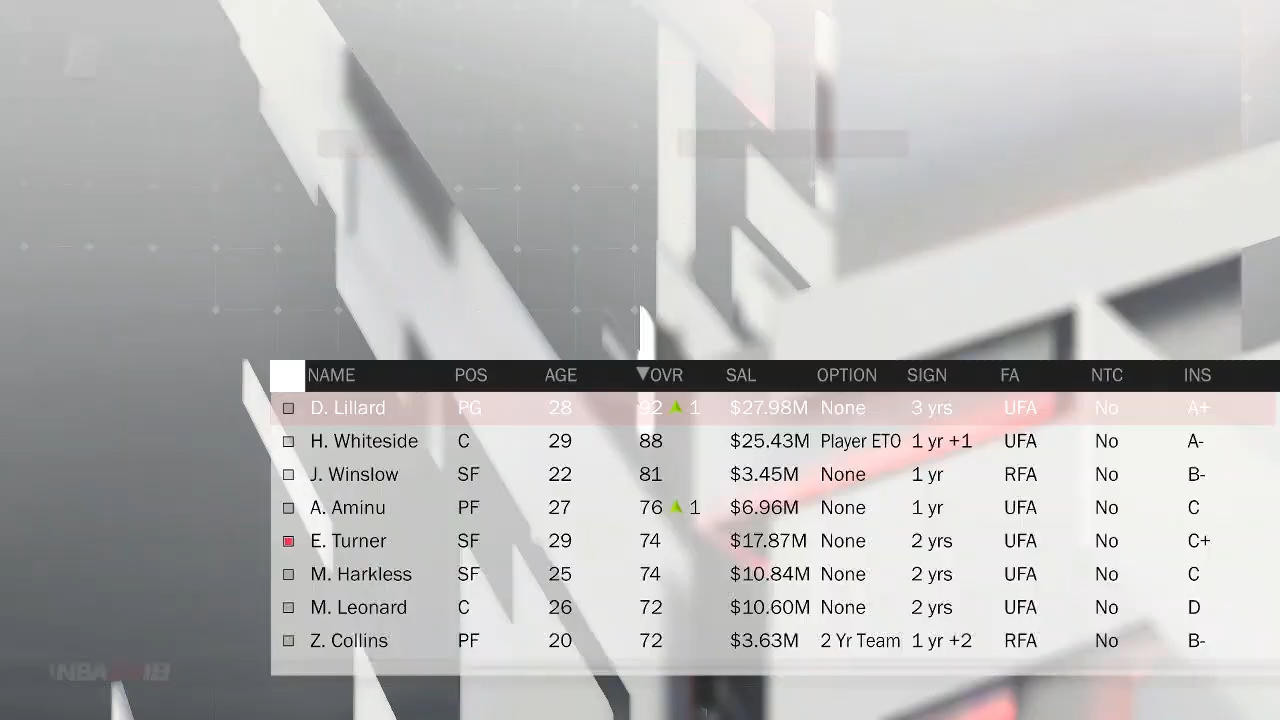 NAME POS AGE ▼OVR SAL OPTION SIGN FA NTC INS
D. Lillard PG 28 92 ▲ 1 $27.98M None 3 yrs UFA No A+
H. Whiteside C 29 88 $25.43M Player ETO 1 yr +1 UFA No A-
J. Winslow SF 22 81 $3.45M None 1 yr RFA No B-
A. Aminu PF 27 76 ▲ 1 $6.96M None 1 yr UFA No C
E. Turner SF 29 74 $17.87M None 2 yrs UFA No C+
M. Harkless SF 25 74 $10.84M None 2 yrs UFA No C
M. Leonard C 26 72 $10.60M None 2 yrs UFA No D
Z. Collins PF 20 72 $3.63M 2 Yr Team 1 yr +2 RFA No B-
NBA 2K18